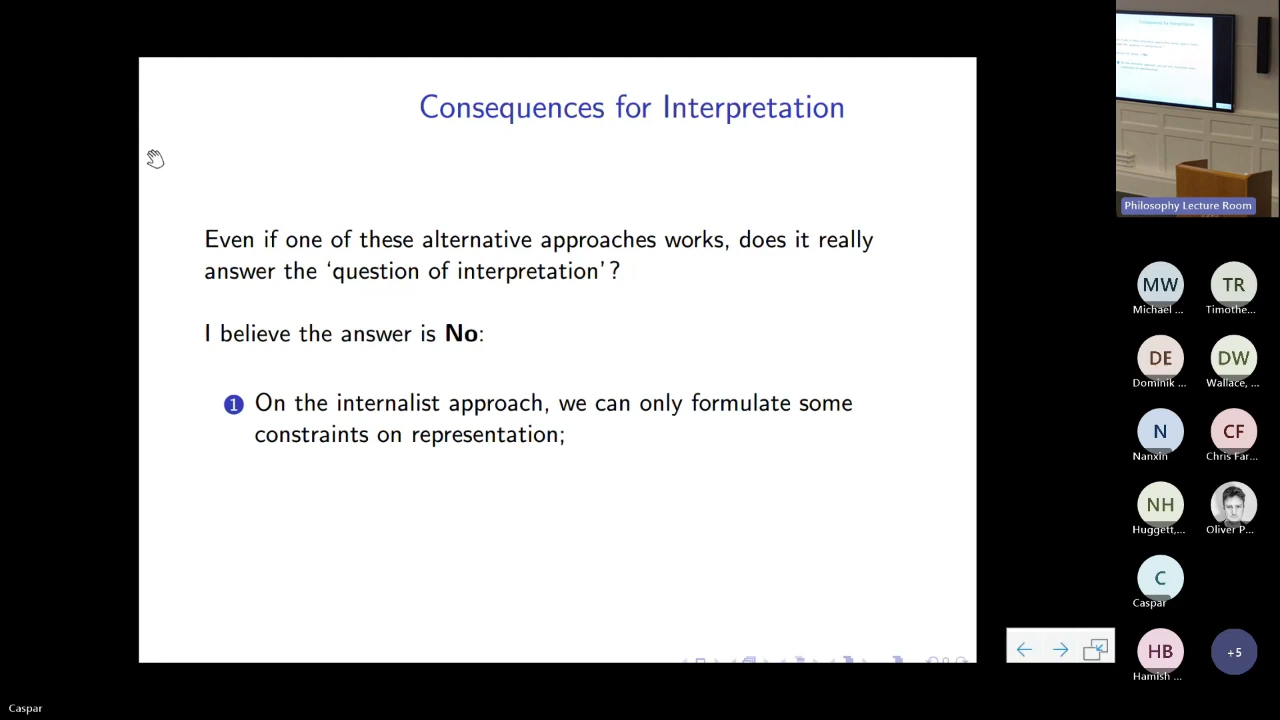 Consequences for Interpretation
Even if one of these alternative approaches works, does it really
answer the ‘question of interpretation’?
I believe the answer is No:
1 On the internalist approach, we can only formulate some
constraints on representation;
Philosophy Lecture Room
MW
Michael ...
TR
Timothe...
DE
Dominik ...
DW
Wallace, ...
N
Nanxin
CF
Chris Far...
NH
Huggett,...
Oliver P...
C
Caspar
HB
Hamish ...
+5
Caspar